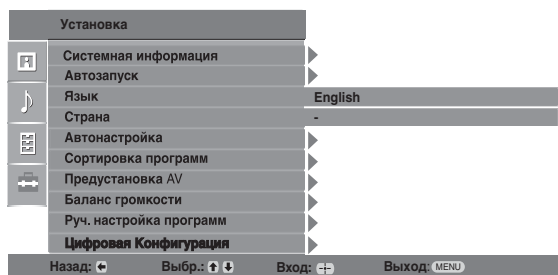 Установка
Системная информация
Автозапуск
Язык English
Страна -
Автонастройка
Сортировка программ
Предустановка AV
Баланс громкости
Руч. настройка программ
Цифровая Конфигурация
Назад: Выбр.: Вход: Выход: MENU